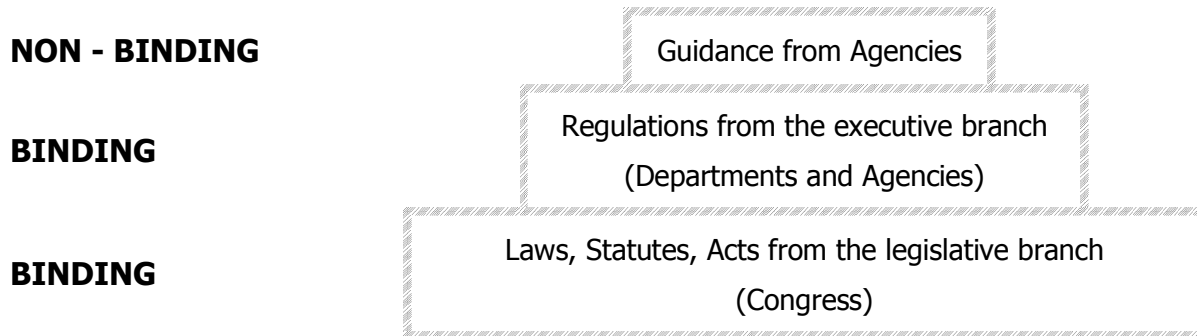 NON - BINDING
Guidance from Agencies
BINDING
Regulations from the executive branch
(Departments and Agencies)
BINDING
Laws, Statutes, Acts from the legislative branch
(Congress)